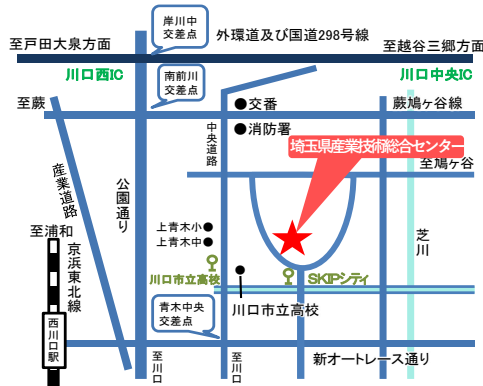 岸川中
交差点
外環道及び国道298号線
至戸田大泉方面
至越谷三郷方面
川口西IC
南前川
交差点
川口中央IC
至蕨
●交番
蕨鳩ヶ谷線
●消防署
中央道路
埼玉県産業技術総合センター
至鳩ヶ谷
産業道路
公園通り
上青木小●
上青木中●
至浦和
京浜東北線
芝川
川口市立高校
SKIPシティ
川口市立高校
青木中央
交差点
西川口駅
新オートレース通り
至川口
至川口